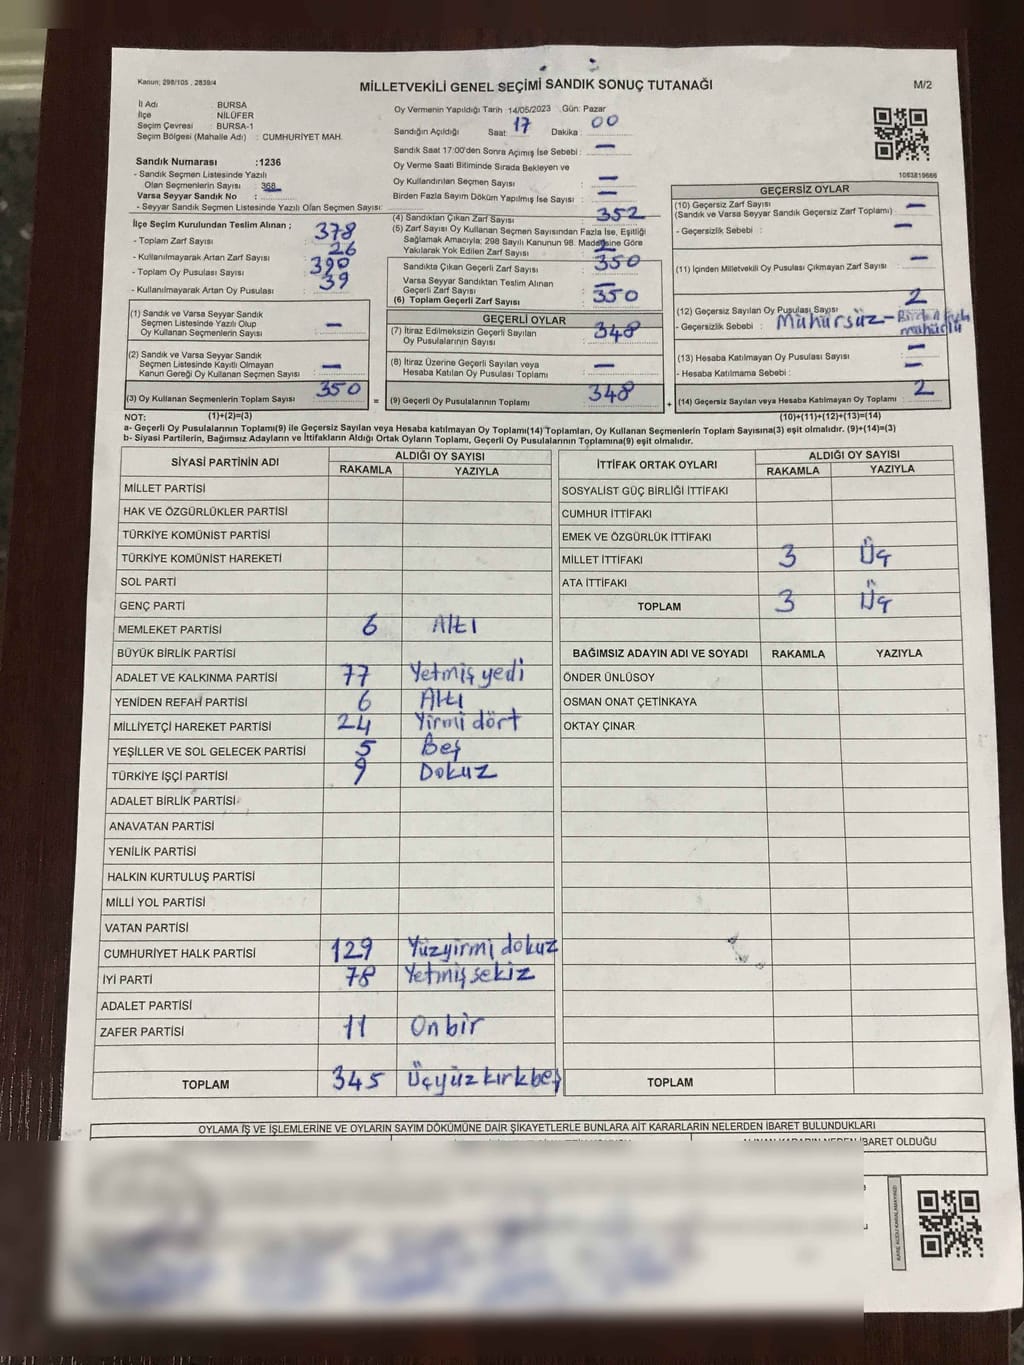 Kanun; 298/105 , 2839/4
MİLLETVEKİLİ GENEL SEÇİMİ SANDIK SONUÇ TUTANAĞI
M/2
İl Adı : BURSA
İlçe : NİLÜFER
Seçim Çevresi : BURSA-1
Seçim Bölgesi (Mahalle Adı) : CUMHURİYET MAH.
Sandık Numarası :1236
- Sandık Seçmen Listesinde Yazılı
Olan Seçmenlerin Sayısı : 368
Varsa Seyyar Sandık No :
- Seyyar Sandık Seçmen Listesinde Yazılı Olan Seçmen Sayısı:
İlçe Seçim Kurulundan Teslim Alınan ;
- Toplam Zarf Sayısı : 378
- Kullanılmayarak Artan Zarf Sayısı : 26
- Toplam Oy Pusulası Sayısı : 390
- Kullanılmayarak Artan Oy Pusulası : 39
(1) Sandık ve Varsa Seyyar Sandık
Seçmen Listesinde Yazılı Olup
Oy Kullanan Seçmenlerin Sayısı : —
(2) Sandık ve Varsa Seyyar Sandık
Seçmen Listesinde Kayıtlı Olmayan
Kanun Gereği Oy Kullanan Seçmen Sayısı : —
(3) Oy Kullanan Seçmenlerin Toplam Sayısı : 350 =
Oy Vermenin Yapıldığı Tarih :14/05/2023 Gün: Pazar
Sandığın Açıldığı Saat: 17 Dakika : 00
Sandık Saat 17:00'den Sonra Açımış İse Sebebi : —
Oy Verme Saati Bitiminde Sırada Bekleyen ve
Oy Kullandırılan Seçmen Sayısı : —
Birden Fazla Sayım Döküm Yapılmış İse Sayısı : —
(4) Sandıktan Çıkan Zarf Sayısı : 352
(5) Zarf Sayısı Oy Kullanan Seçmen Sayısından Fazla İse, Eşitliği
Sağlamak Amacıyla; 298 Sayılı Kanunun 98. Maddesine Göre
Yakılarak Yok Edilen Zarf Sayısı : 2
Sandıkta Çıkan Geçerli Zarf Sayısı : 350
Varsa Seyyar Sandıktan Teslim Alınan
Geçerli Zarf Sayısı : —
(6) Toplam Geçerli Zarf Sayısı : 350
GEÇERLİ OYLAR
(7) İtiraz Edilmeksizin Geçerli Sayılan
Oy Pusulalarının Sayısı : 348
(8) İtiraz Üzerine Geçerli Sayılan veya
Hesaba Katılan Oy Pusulası Toplamı : —
(9) Geçerli Oy Pusulalarının Toplamı : 348 +
1063819666
GEÇERSİZ OYLAR
(10) Geçersiz Zarf Sayısı : —
(Sandık ve Varsa Seyyar Sandık Geçersiz Zarf Toplamı)
- Geçersizlik Sebebi : —
(11) İçinden Milletvekili Oy Pusulası Çıkmayan Zarf Sayısı : —
(12) Geçersiz Sayılan Oy Pusulası Sayısı : 2
- Geçersizlik Sebebi : Mühürsüz-
(13) Hesaba Katılmayan Oy Pusulası Sayısı : —
- Hesaba Katılmama Sebebi : —
(14) Geçersiz Sayılan veya Hesaba Katılmayan Oy Toplamı : 2
NOT: (1)+(2)=(3) (10)+(11)+(12)+(13)=(14)
a- Geçerli Oy Pusulalarının Toplamı(9) ile Geçersiz Sayılan veya Hesaba katılmayan Oy Toplamı(14) Toplamları, Oy Kullanan Seçmenlerin Toplam Sayısına(3) eşit olmalıdır. (9)+(14)=(3)
b- Siyasi Partilerin, Bağımsız Adayların ve İttifakların Aldığı Ortak Oyların Toplamı, Geçerli Oy Pusulalarının Toplamına(9) eşit olmalıdır.
SİYASİ PARTİNİN ADI ALDIĞI OY SAYISI
RAKAMLA YAZIYLA
MİLLET PARTİSİ
HAK VE ÖZGÜRLÜKLER PARTİSİ
TÜRKİYE KOMÜNİST PARTİSİ
TÜRKİYE KOMÜNİST HAREKETİ
SOL PARTİ
GENÇ PARTİ
MEMLEKET PARTİSİ 6 Altı
BÜYÜK BİRLİK PARTİSİ
ADALET VE KALKINMA PARTİSİ 77 Yetmiş yedi
YENİDEN REFAH PARTİSİ 6 Altı
MİLLİYETÇİ HAREKET PARTİSİ 24 Yirmi dört
YEŞİLLER VE SOL GELECEK PARTİSİ 5 Beş
TÜRKİYE İŞÇİ PARTİSİ 9 Dokuz
ADALET BİRLİK PARTİSİ
ANAVATAN PARTİSİ
YENİLİK PARTİSİ
HALKIN KURTULUŞ PARTİSİ
MİLLİ YOL PARTİSİ
VATAN PARTİSİ
CUMHURİYET HALK PARTİSİ 129 Yüzyirmi dokuz
İYİ PARTİ 78 Yetmiş sekiz
ADALET PARTİSİ
ZAFER PARTİSİ 11 Onbir
TOPLAM 345 Üçyüz kırkbeş
İTTİFAK ORTAK OYLARI ALDIĞI OY SAYISI
RAKAMLA YAZIYLA
SOSYALİST GÜÇ BİRLİĞİ İTTİFAKI
CUMHUR İTTİFAKI
EMEK VE ÖZGÜRLÜK İTTİFAKI
MİLLET İTTİFAKI 3 Üç
ATA İTTİFAKI
TOPLAM 3 Üç
BAĞIMSIZ ADAYIN ADI VE SOYADI RAKAMLA YAZIYLA
ÖNDER ÜNLÜSOY
OSMAN ONAT ÇETİNKAYA
OKTAY ÇINAR
TOPLAM
OYLAMA İŞ VE İŞLEMLERİNE VE OYLARIN SAYIM DÖKÜMÜNE DAİR ŞİKAYETLERLE BUNLARA AİT KARARLARIN NELERDEN İBARET BULUNDUKLARI
ALINAN KARARIN NEDEN İBARET OLDUĞU